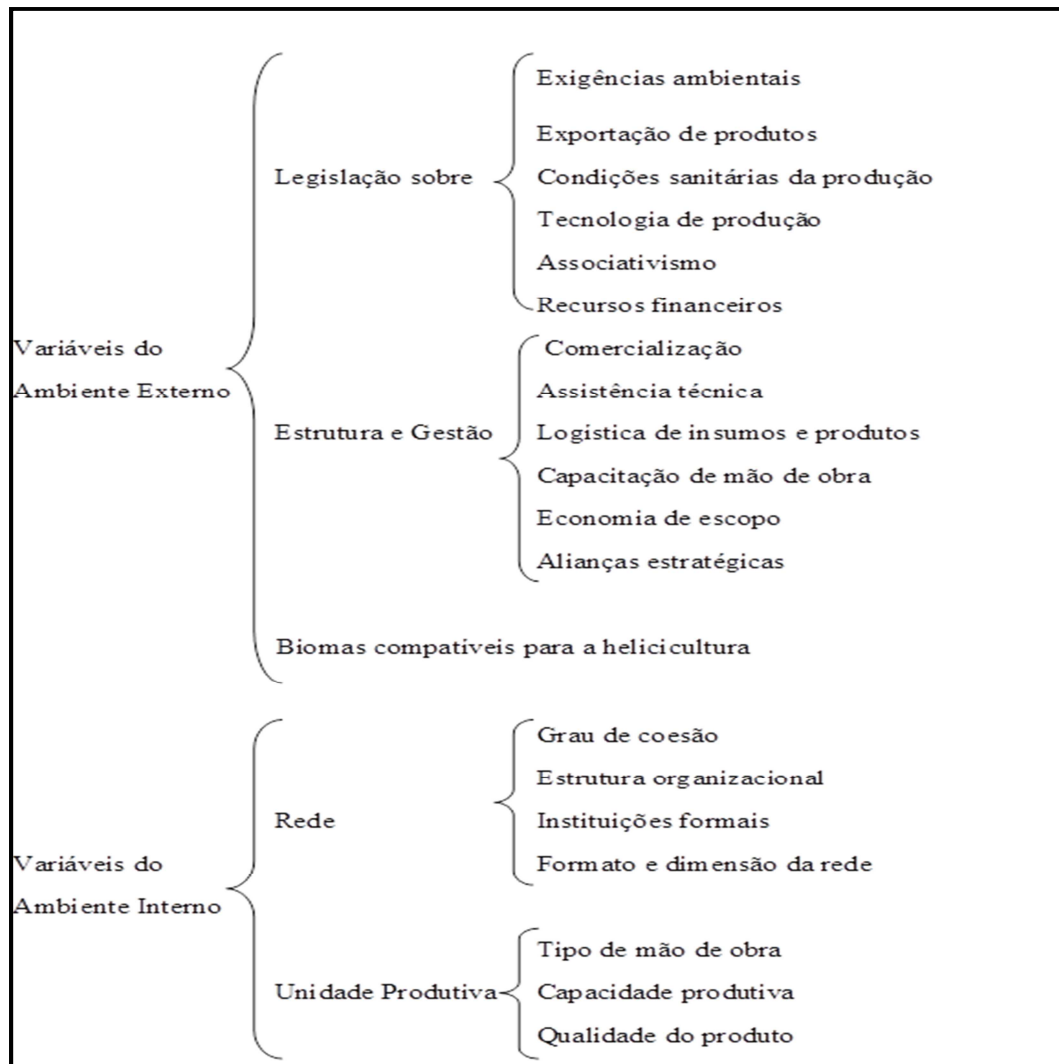 Exigências ambientais
Exportação de produtos
Legislação sobre
Condições sanitárias da produção
Tecnologia de produção
Associativismo
Recursos financeiros
Variáveis do
Ambiente Externo
Comercialização
Assistência técnica
Estrutura e Gestão
Logística de insumos e produtos
Capacitação de mão de obra
Economia de escopo
Alianças estratégicas
Biomas compatíveis para a helicicultura
Grau de coesão
Estrutura organizacional
Rede
Instituições formais
Formato e dimensão da rede
Variáveis do
Ambiente Interno
Tipo de mão de obra
Unidade Produtiva
Capacidade produtiva
Qualidade do produto